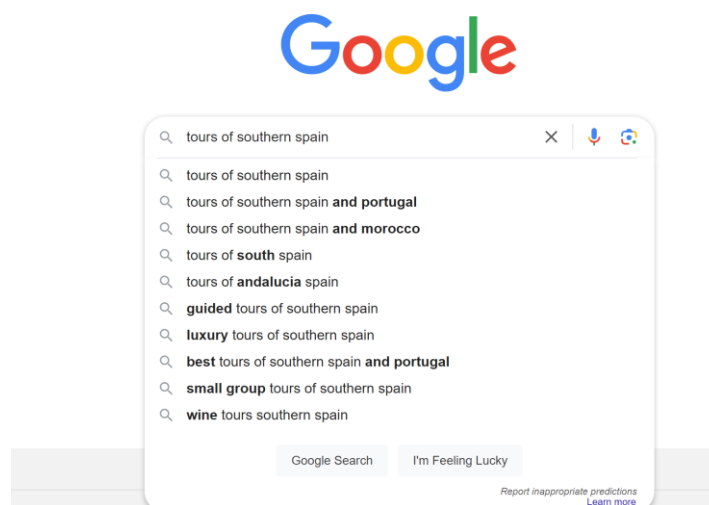 Google
tours of southern spain
tours of southern spain
tours of southern spain and portugal
tours of southern spain and morocco
tours of south spain
tours of andalucia spain
guided tours of southern spain
luxury tours of southern spain
best tours of southern spain and portugal
small group tours of southern spain
wine tours southern spain
Google Search I'm Feeling Lucky
Report inappropriate predictions
Learn more